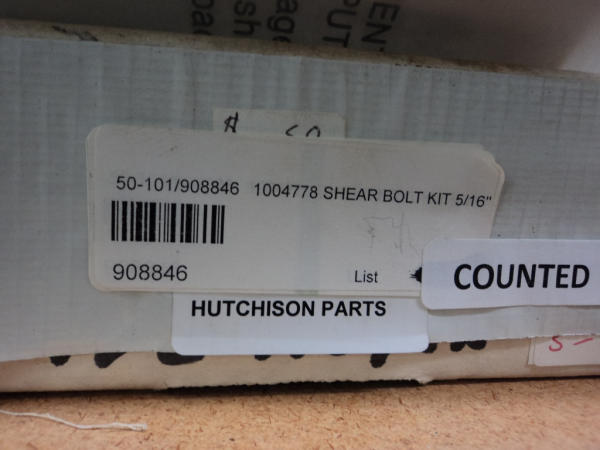 50-101/908846 1004778 SHEAR BOLT KIT 5/16"
908846
List
COUNTED
HUTCHISON PARTS